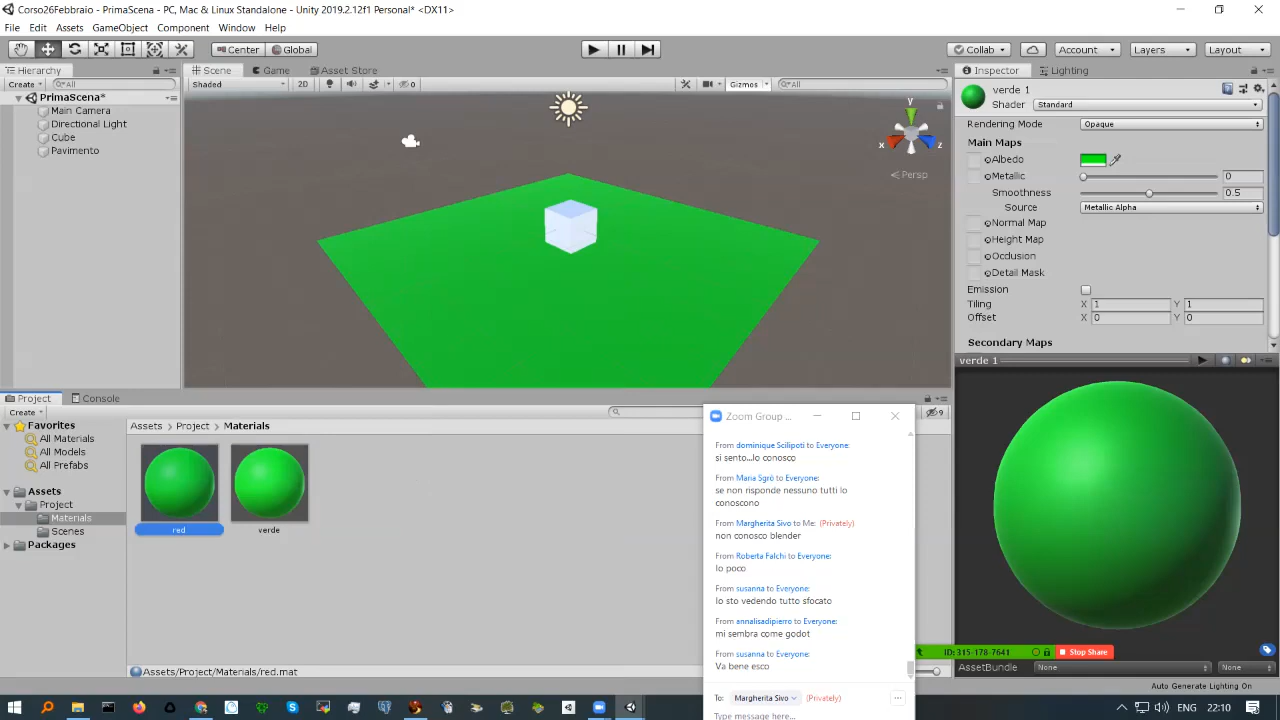 Corso26Febbraio - PrimaScena - PC, Mac & Linux Standalone - Unity 2019.2.12f1 Personal* <DX11>
File Edit Assets GameObject Component Window Help
Center Global Collab Account Layers Layout
Hierarchy Scene Game Asset Store Inspector Lighting
Create All Shaded 2D 0 Gizmos All
PrimaScena*
Main Camera
Directional Light
Cube
Pavimento
y
x
z
Persp
verde 1
Shader Standard
Rendering Mode Opaque
Main Maps
Albedo
Metallic 0
Smoothness 0.5
Source Metallic Alpha
Normal Map
Height Map
Occlusion
Detail Mask
Emission
Tiling X 1 Y 1
Offset X 0 Y 0
Secondary Maps
verde 1
Project Console
Create 9
All Materials
All Models
All Prefabs
Assets
Project
Materials
Scenes
Packages
Assets Project Materials
red verde
Assets/Project/Materials/red.mat
Zoom Group ...
From dominique Scilipoti to Everyone:
si sento...lo conosco
From Maria Sgrò to Everyone:
se non risponde nessuno tutti lo
conoscono
From Margherita Sivo to Me: (Privately)
non conosco blender
From Roberta Falchi to Everyone:
Io poco
From susanna to Everyone:
Io sto vedendo tutto sfocato
From annalisadipierro to Everyone:
mi sembra come godot
From susanna to Everyone:
Va bene esco
To: Margherita Sivo (Privately)
Type message here...
ID: 315-178-7641 Stop Share
AssetBundle None None
Auto Generate Lighting On
ENG 22:10